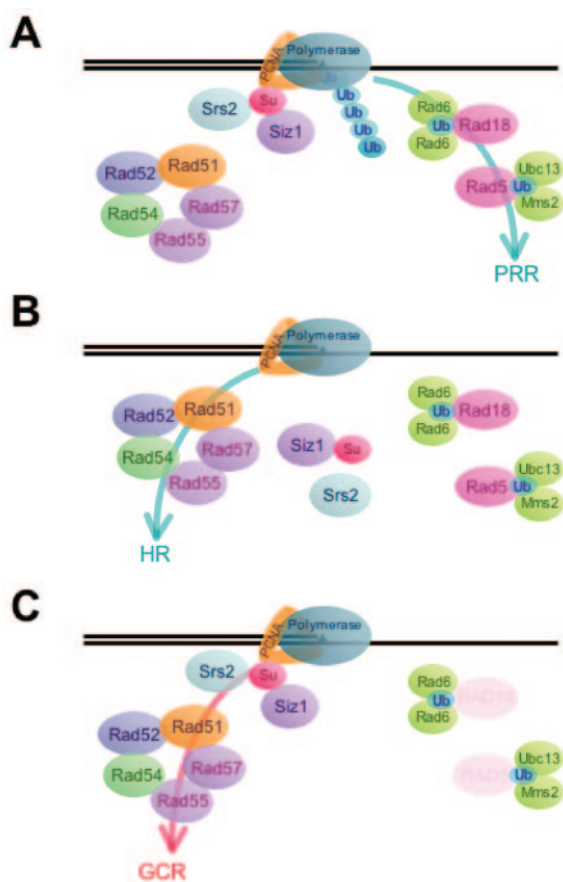 A
PCNA
Polymerase
Ub
Ub
Ub
Ub
Ub
Su
Srs2
Siz1
Rad6
Ub
Rad6
Rad18
Rad52
Rad51
Rad54
Rad57
Rad55
Rad5
Ub
Ubc13
Mms2
PRR
B
PCNA
Polymerase
Rad52
Rad51
Rad54
Rad57
Rad55
Siz1
Su
Srs2
Rad6
Ub
Rad6
Rad18
Rad5
Ub
Ubc13
Mms2
HR
C
PCNA
Polymerase
Srs2
Su
Siz1
Rad6
Ub
Rad6
Rad52
Rad51
Rad54
Rad57
Rad55
Ub
Ubc13
Mms2
GCR